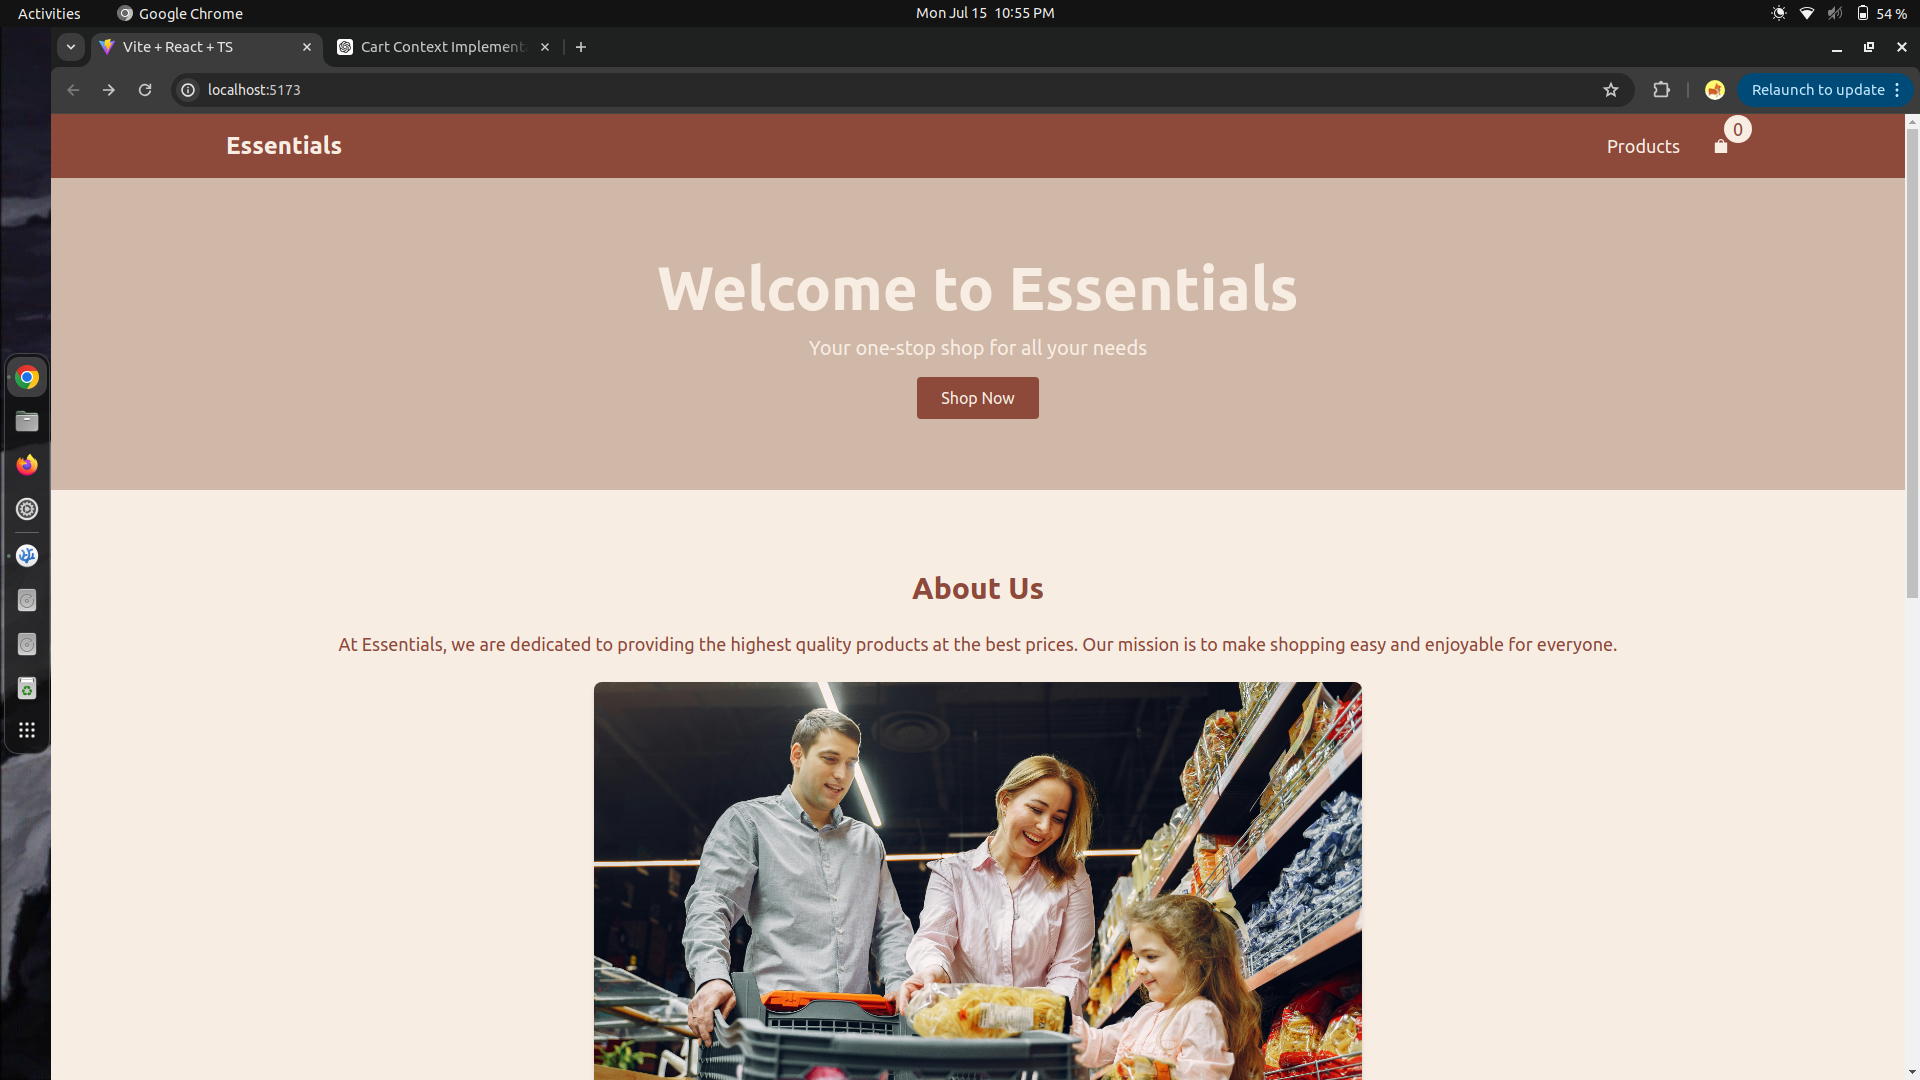 Activities
Google Chrome
Mon Jul 15 10:55 PM
54 %
Vite + React + TS
Cart Context Implement
localhost:5173
Relaunch to update
Essentials
Products
0
Welcome to Essentials
Your one-stop shop for all your needs
Shop Now
About Us
At Essentials, we are dedicated to providing the highest quality products at the best prices. Our mission is to make shopping easy and enjoyable for everyone.